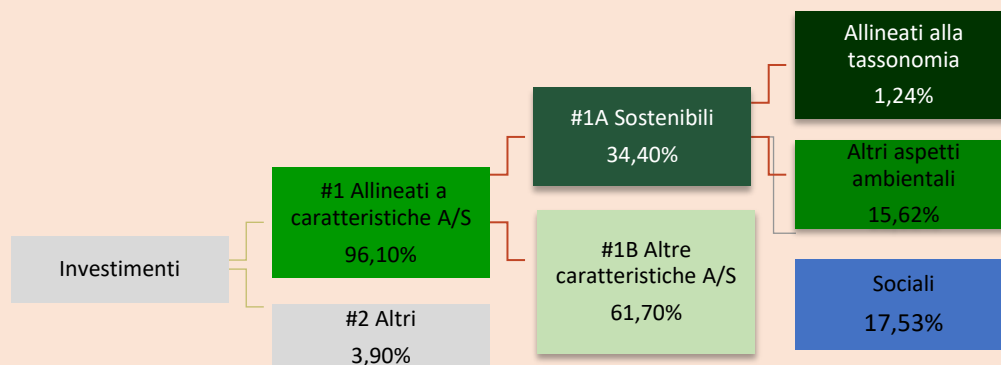 Investimenti
#1 Allineati a
caratteristiche A/S
96,10%
#2 Altri
3,90%
#1A Sostenibili
34,40%
#1B Altre
caratteristiche A/S
61,70%
Allineati alla
tassonomia
1,24%
Altri aspetti
ambientali
15,62%
Sociali
17,53%